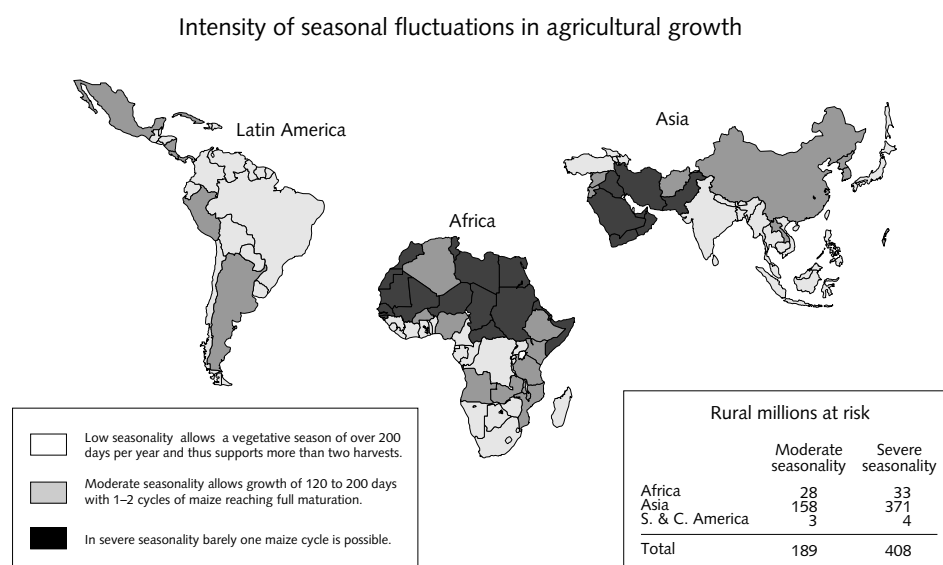 Intensity of seasonal fluctuations in agricultural growth
Latin America
Asia
Africa
Low seasonality allows a vegetative season of over 200
days per year and thus supports more than two harvests.
Moderate seasonality allows growth of 120 to 200 days
with 1–2 cycles of maize reaching full maturation.
In severe seasonality barely one maize cycle is possible.
Rural millions at risk
Moderate seasonality Severe seasonality
Africa 28 33
Asia 158 371
S. & C. America 3 4
Total 189 408